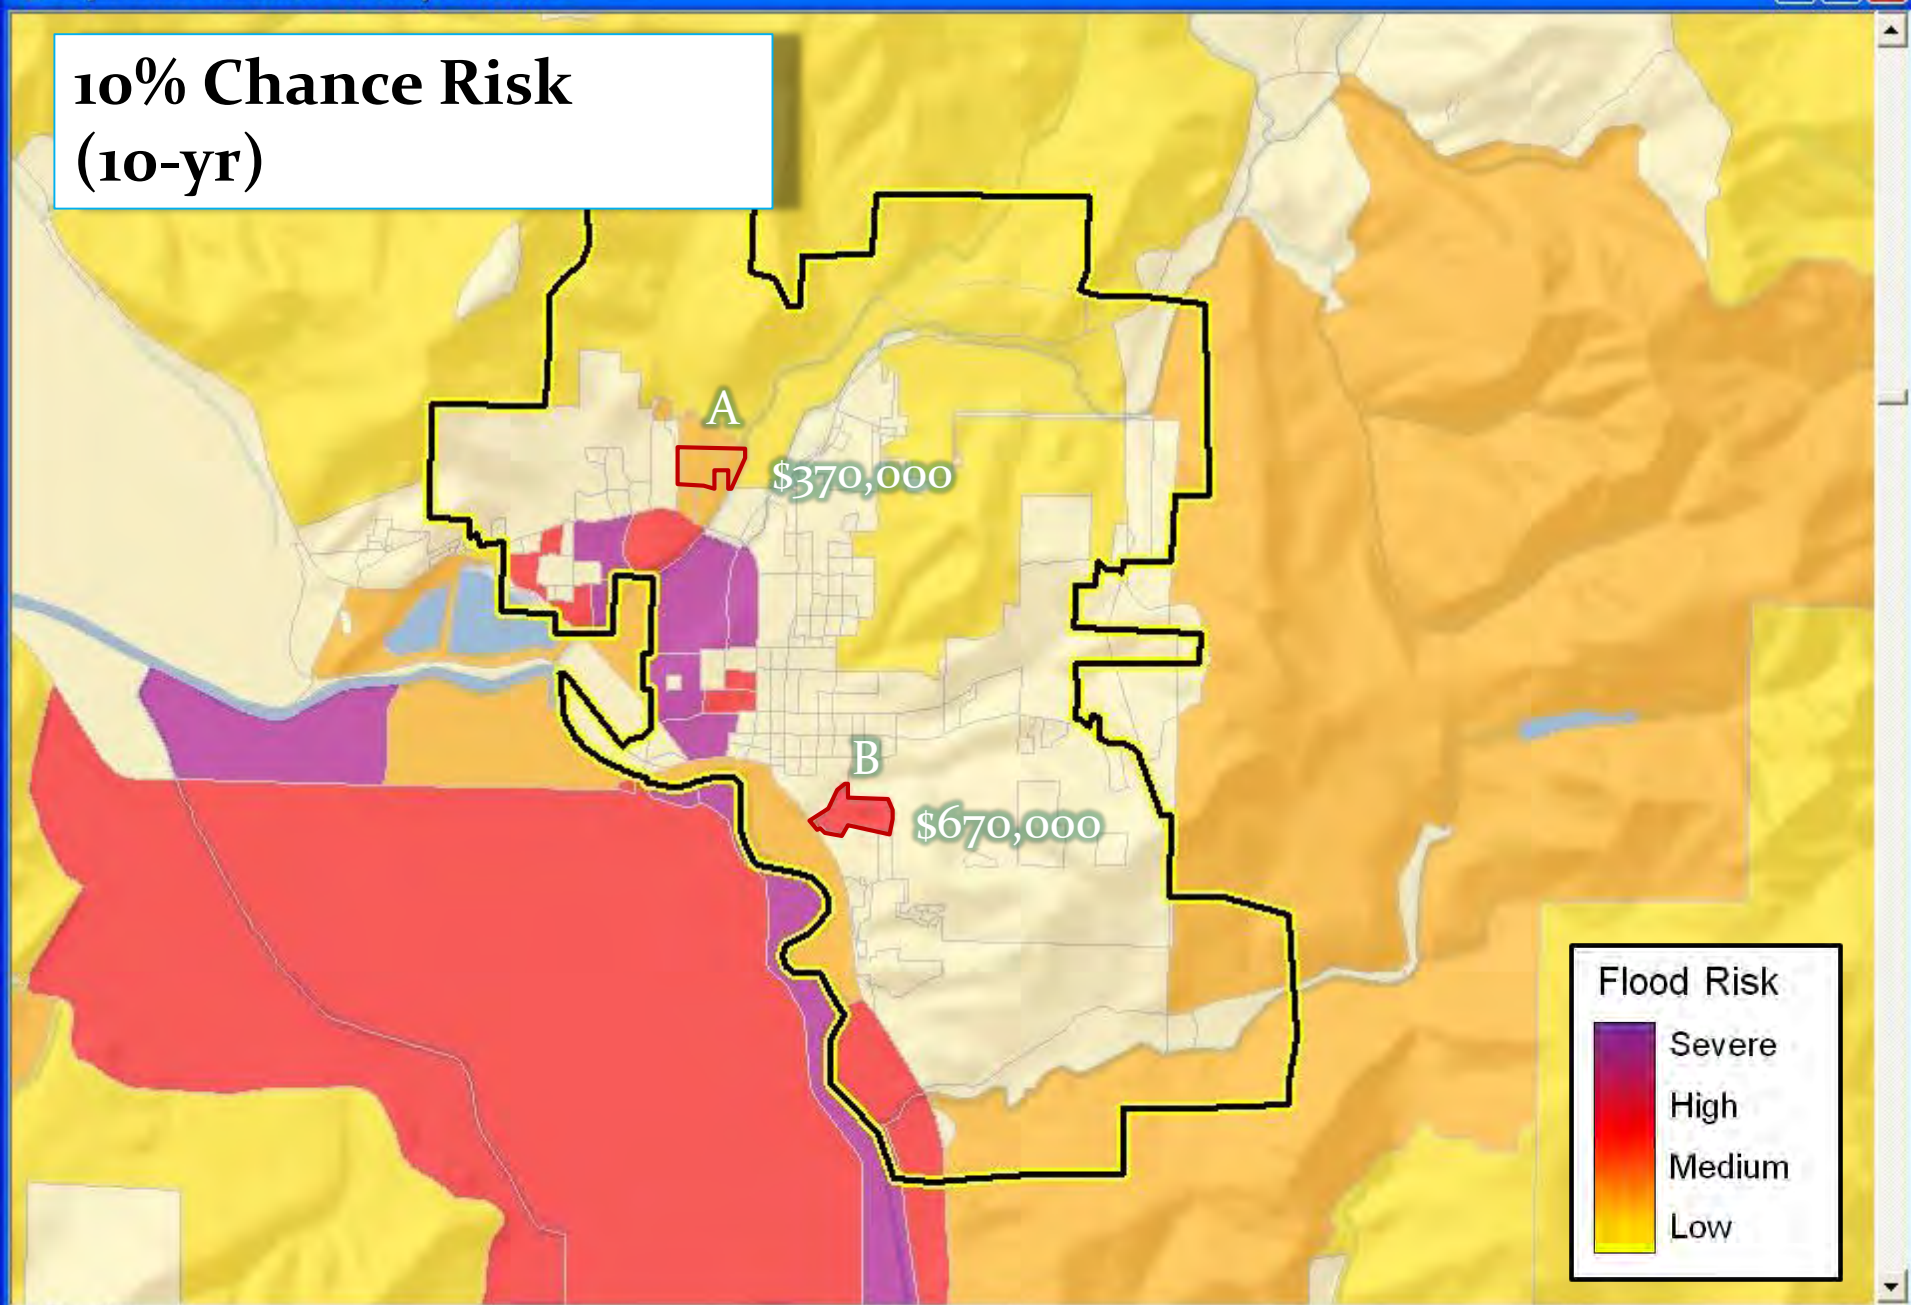 10% Chance Risk
(10-yr)
A
$370,000
B
$670,000
Flood Risk
Severe
High
Medium
Low